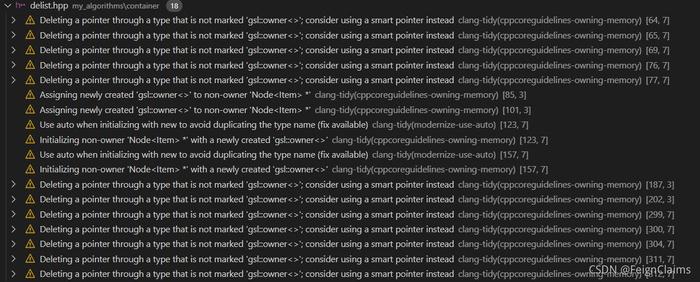 delist.hpp my_algorithms\container 18
Deleting a pointer through a type that is not marked 'gsl::owner<>'; consider using a smart pointer instead clang-tidy(cppcoreguidelines-owning-memory) [64, 7]
Deleting a pointer through a type that is not marked 'gsl::owner<>'; consider using a smart pointer instead clang-tidy(cppcoreguidelines-owning-memory) [65, 7]
Deleting a pointer through a type that is not marked 'gsl::owner<>'; consider using a smart pointer instead clang-tidy(cppcoreguidelines-owning-memory) [69, 7]
Deleting a pointer through a type that is not marked 'gsl::owner<>'; consider using a smart pointer instead clang-tidy(cppcoreguidelines-owning-memory) [76, 7]
Deleting a pointer through a type that is not marked 'gsl::owner<>'; consider using a smart pointer instead clang-tidy(cppcoreguidelines-owning-memory) [77, 7]
Assigning newly created 'gsl::owner<>' to non-owner 'Node<Item> *' clang-tidy(cppcoreguidelines-owning-memory) [85, 3]
Assigning newly created 'gsl::owner<>' to non-owner 'Node<Item> *' clang-tidy(cppcoreguidelines-owning-memory) [101, 3]
Use auto when initializing with new to avoid duplicating the type name (fix available) clang-tidy(modernize-use-auto) [123, 7]
Initializing non-owner 'Node<Item> *' with a newly created 'gsl::owner<>' clang-tidy(cppcoreguidelines-owning-memory) [123, 7]
Use auto when initializing with new to avoid duplicating the type name (fix available) clang-tidy(modernize-use-auto) [157, 7]
Initializing non-owner 'Node<Item> *' with a newly created 'gsl::owner<>' clang-tidy(cppcoreguidelines-owning-memory) [157, 7]
Deleting a pointer through a type that is not marked 'gsl::owner<>'; consider using a smart pointer instead clang-tidy(cppcoreguidelines-owning-memory) [187, 3]
Deleting a pointer through a type that is not marked 'gsl::owner<>'; consider using a smart pointer instead clang-tidy(cppcoreguidelines-owning-memory) [202, 3]
Deleting a pointer through a type that is not marked 'gsl::owner<>'; consider using a smart pointer instead clang-tidy(cppcoreguidelines-owning-memory) [299, 7]
Deleting a pointer through a type that is not marked 'gsl::owner<>'; consider using a smart pointer instead clang-tidy(cppcoreguidelines-owning-memory) [300, 7]
Deleting a pointer through a type that is not marked 'gsl::owner<>'; consider using a smart pointer instead clang-tidy(cppcoreguidelines-owning-memory) [304, 7]
Deleting a pointer through a type that is not marked 'gsl::owner<>'; consider using a smart pointer instead clang-tidy(cppcoreguidelines-owning-memory) [311, 7]
Deleting a pointer through a type that is not marked 'gsl::owner<>'; consider using a smart pointer instead clang-tidy(cppcoreguidelines-owning-memory) [312, 7]
CSDN @FeignClaims